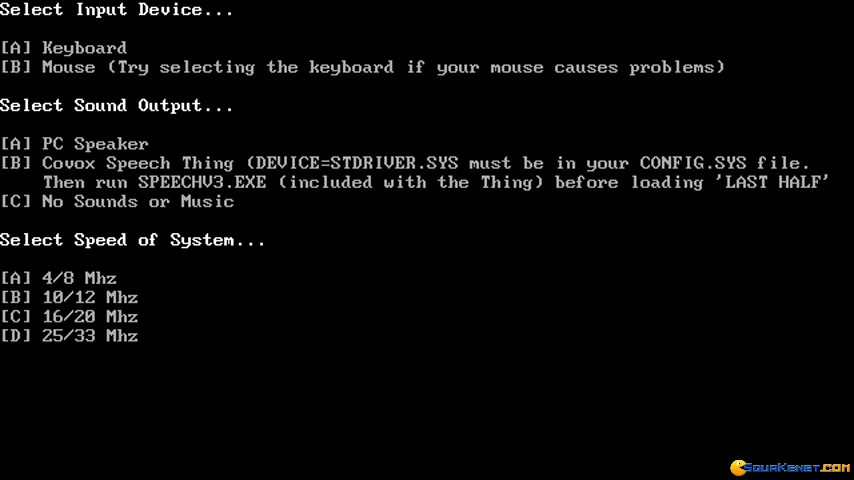 Select Input Device...
[A] Keyboard
[B] Mouse (Try selecting the keyboard if your mouse causes problems)
Select Sound Output...
[A] PC Speaker
[B] Covox Speech Thing (DEVICE=STDRIVER.SYS must be in your CONFIG.SYS file.
Then run SPEECHV3.EXE (included with the Thing) before loading 'LAST HALF'
[C] No Sounds or Music
Select Speed of System...
[A] 4/8 Mhz
[B] 10/12 Mhz
[C] 16/20 Mhz
[D] 25/33 Mhz
SquaKenet.com